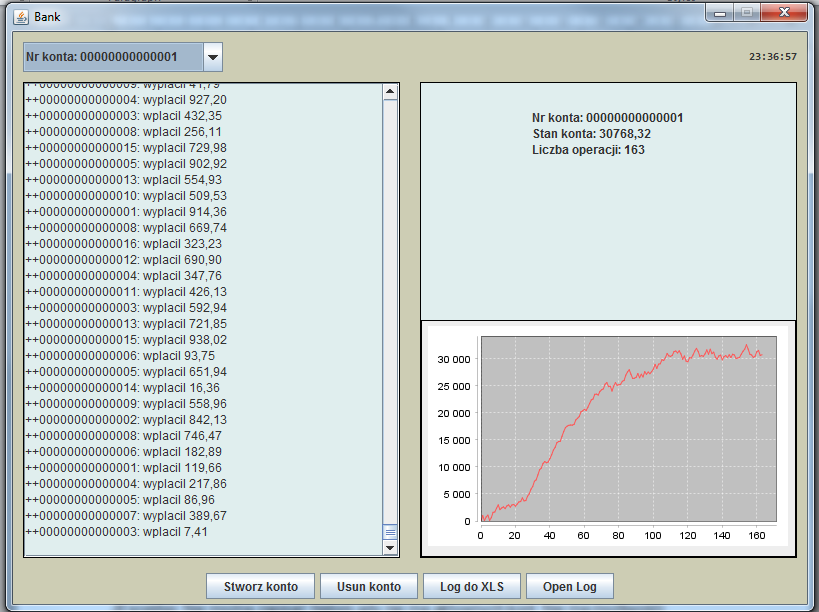 Bank
Nr konta: 00000000000001
23:36:57
++00000000000009: wyplacil 41,79
++00000000000004: wyplacil 927,20
++00000000000003: wplacil 432,35
++00000000000008: wyplacil 256,11
++00000000000015: wyplacil 729,98
++00000000000005: wyplacil 902,92
++00000000000013: wplacil 554,93
++00000000000010: wyplacil 509,53
++00000000000001: wyplacil 914,36
++00000000000008: wyplacil 669,74
++00000000000016: wplacil 323,23
++00000000000012: wyplacil 690,90
++00000000000004: wyplacil 347,76
++00000000000011: wyplacil 426,13
++00000000000003: wyplacil 592,94
++00000000000013: wyplacil 721,85
++00000000000015: wyplacil 938,02
++00000000000006: wyplacil 93,75
++00000000000005: wyplacil 651,94
++00000000000014: wplacil 16,36
++00000000000009: wyplacil 558,96
++00000000000002: wyplacil 842,13
++00000000000008: wplacil 746,47
++00000000000006: wplacil 182,89
++00000000000001: wplacil 119,66
++00000000000004: wyplacil 217,86
++00000000000005: wplacil 86,96
++00000000000007: wyplacil 389,67
++00000000000003: wplacil 7,41
Nr konta: 00000000000001
Stan konta: 30768,32
Liczba operacji: 163
30 000
25 000
20 000
15 000
10 000
5 000
0
0 20 40 60 80 100 120 140 160
Stworz konto
Usun konto
Log do XLS
Open Log